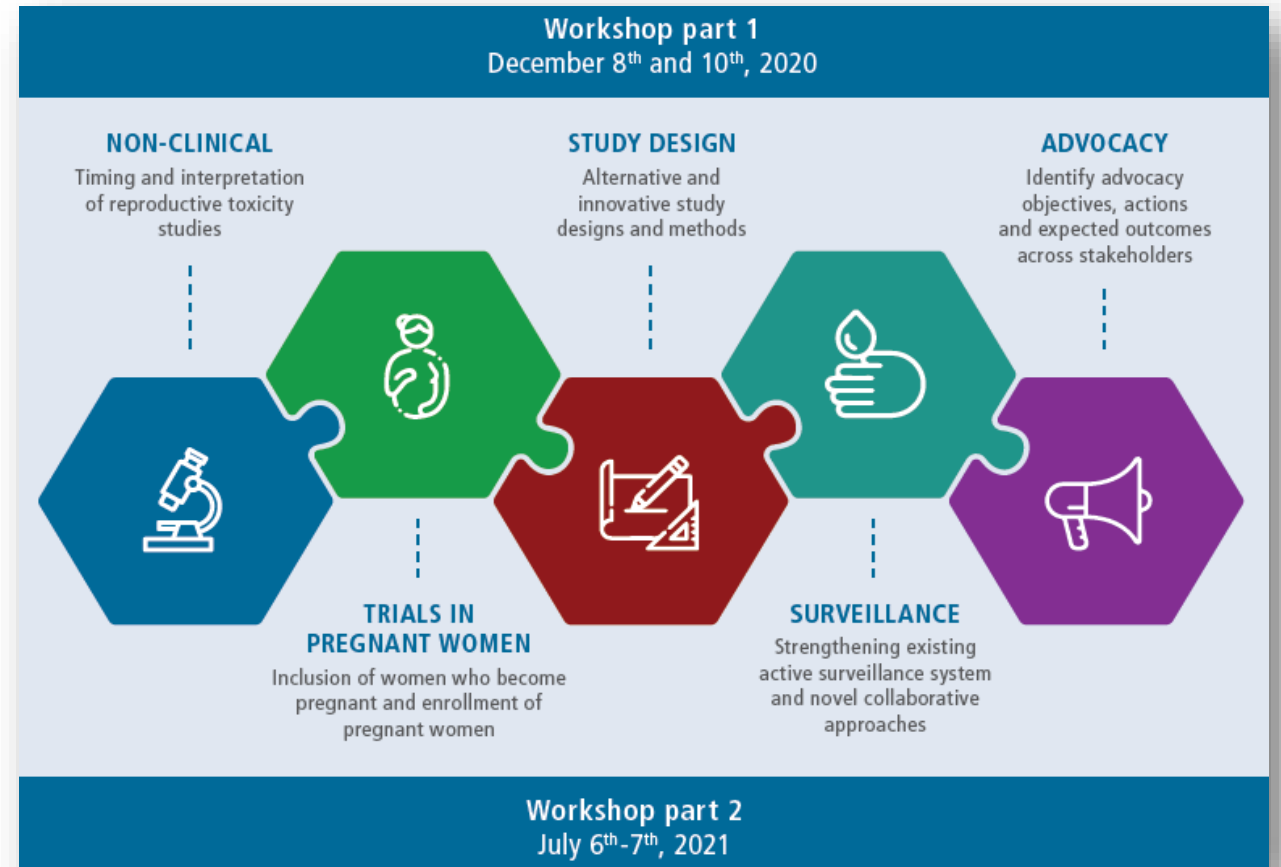 Workshop part 1
December 8th and 10th, 2020
NON-CLINICAL
Timing and interpretation
of reproductive toxicity
studies
STUDY DESIGN
Alternative and
innovative study
designs and methods
ADVOCACY
Identify advocacy
objectives, actions
and expected outcomes
across stakeholders
TRIALS IN
PREGNANT WOMEN
Inclusion of women who become
pregnant and enrollment of
pregnant women
SURVEILLANCE
Strengthening existing
active surveillance system
and novel collaborative
approaches
Workshop part 2
July 6th-7th, 2021